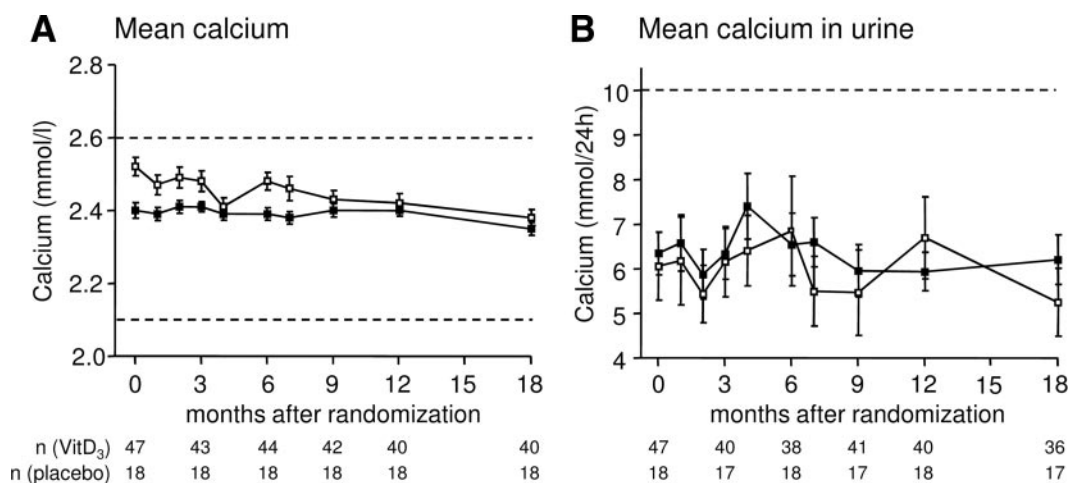 A Mean calcium
2.8
2.6
2.4
2.2
2.0
Calcium (mmol/l)
0 3 6 9 12 15 18
months after randomization
n (VitD3) 47 43 44 42 40 40
n (placebo) 18 18 18 18 18 18
B Mean calcium in urine
10
9
8
7
6
5
4
Calcium (mmol/24h)
0 3 6 9 12 15 18
months after randomization
47 40 38 41 40 36
18 17 18 17 18 17